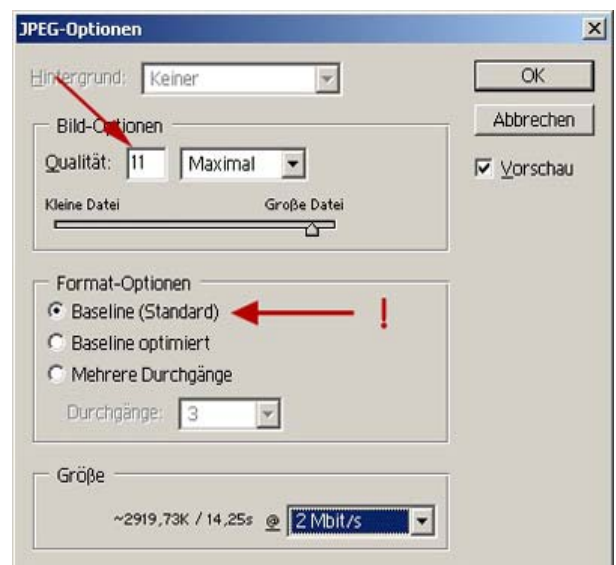 JPEG-Optionen
Hintergrund: Keiner
OK
Abbrechen
Vorschau
Bild-Optionen
Qualität: 11 Maximal
Kleine Datei Große Datei
Format-Optionen
Baseline (Standard) !
Baseline optimiert
Mehrere Durchgänge
Durchgänge: 3
Größe
~2919,73K / 14,25s @ 2 Mbit/s